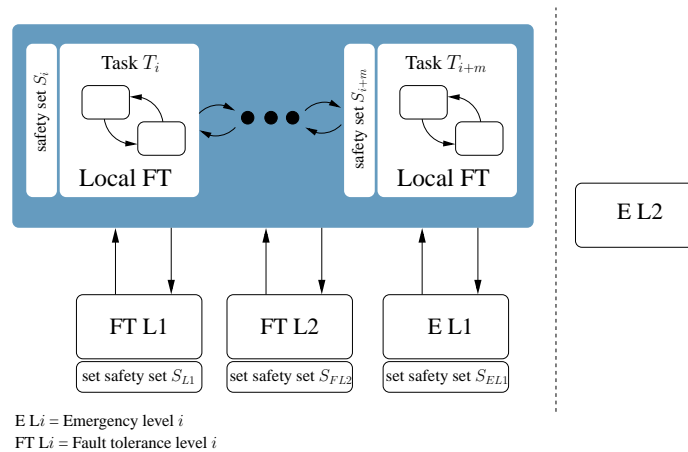 safety set S_i
Task T_i
Local FT
safety set S_{i+m}
Task T_{i+m}
Local FT
E L2
FT L1
FT L2
E L1
set safety set S_{L1}
set safety set S_{FL2}
set safety set S_{EL1}
E Li = Emergency level i
FT Li = Fault tolerance level i